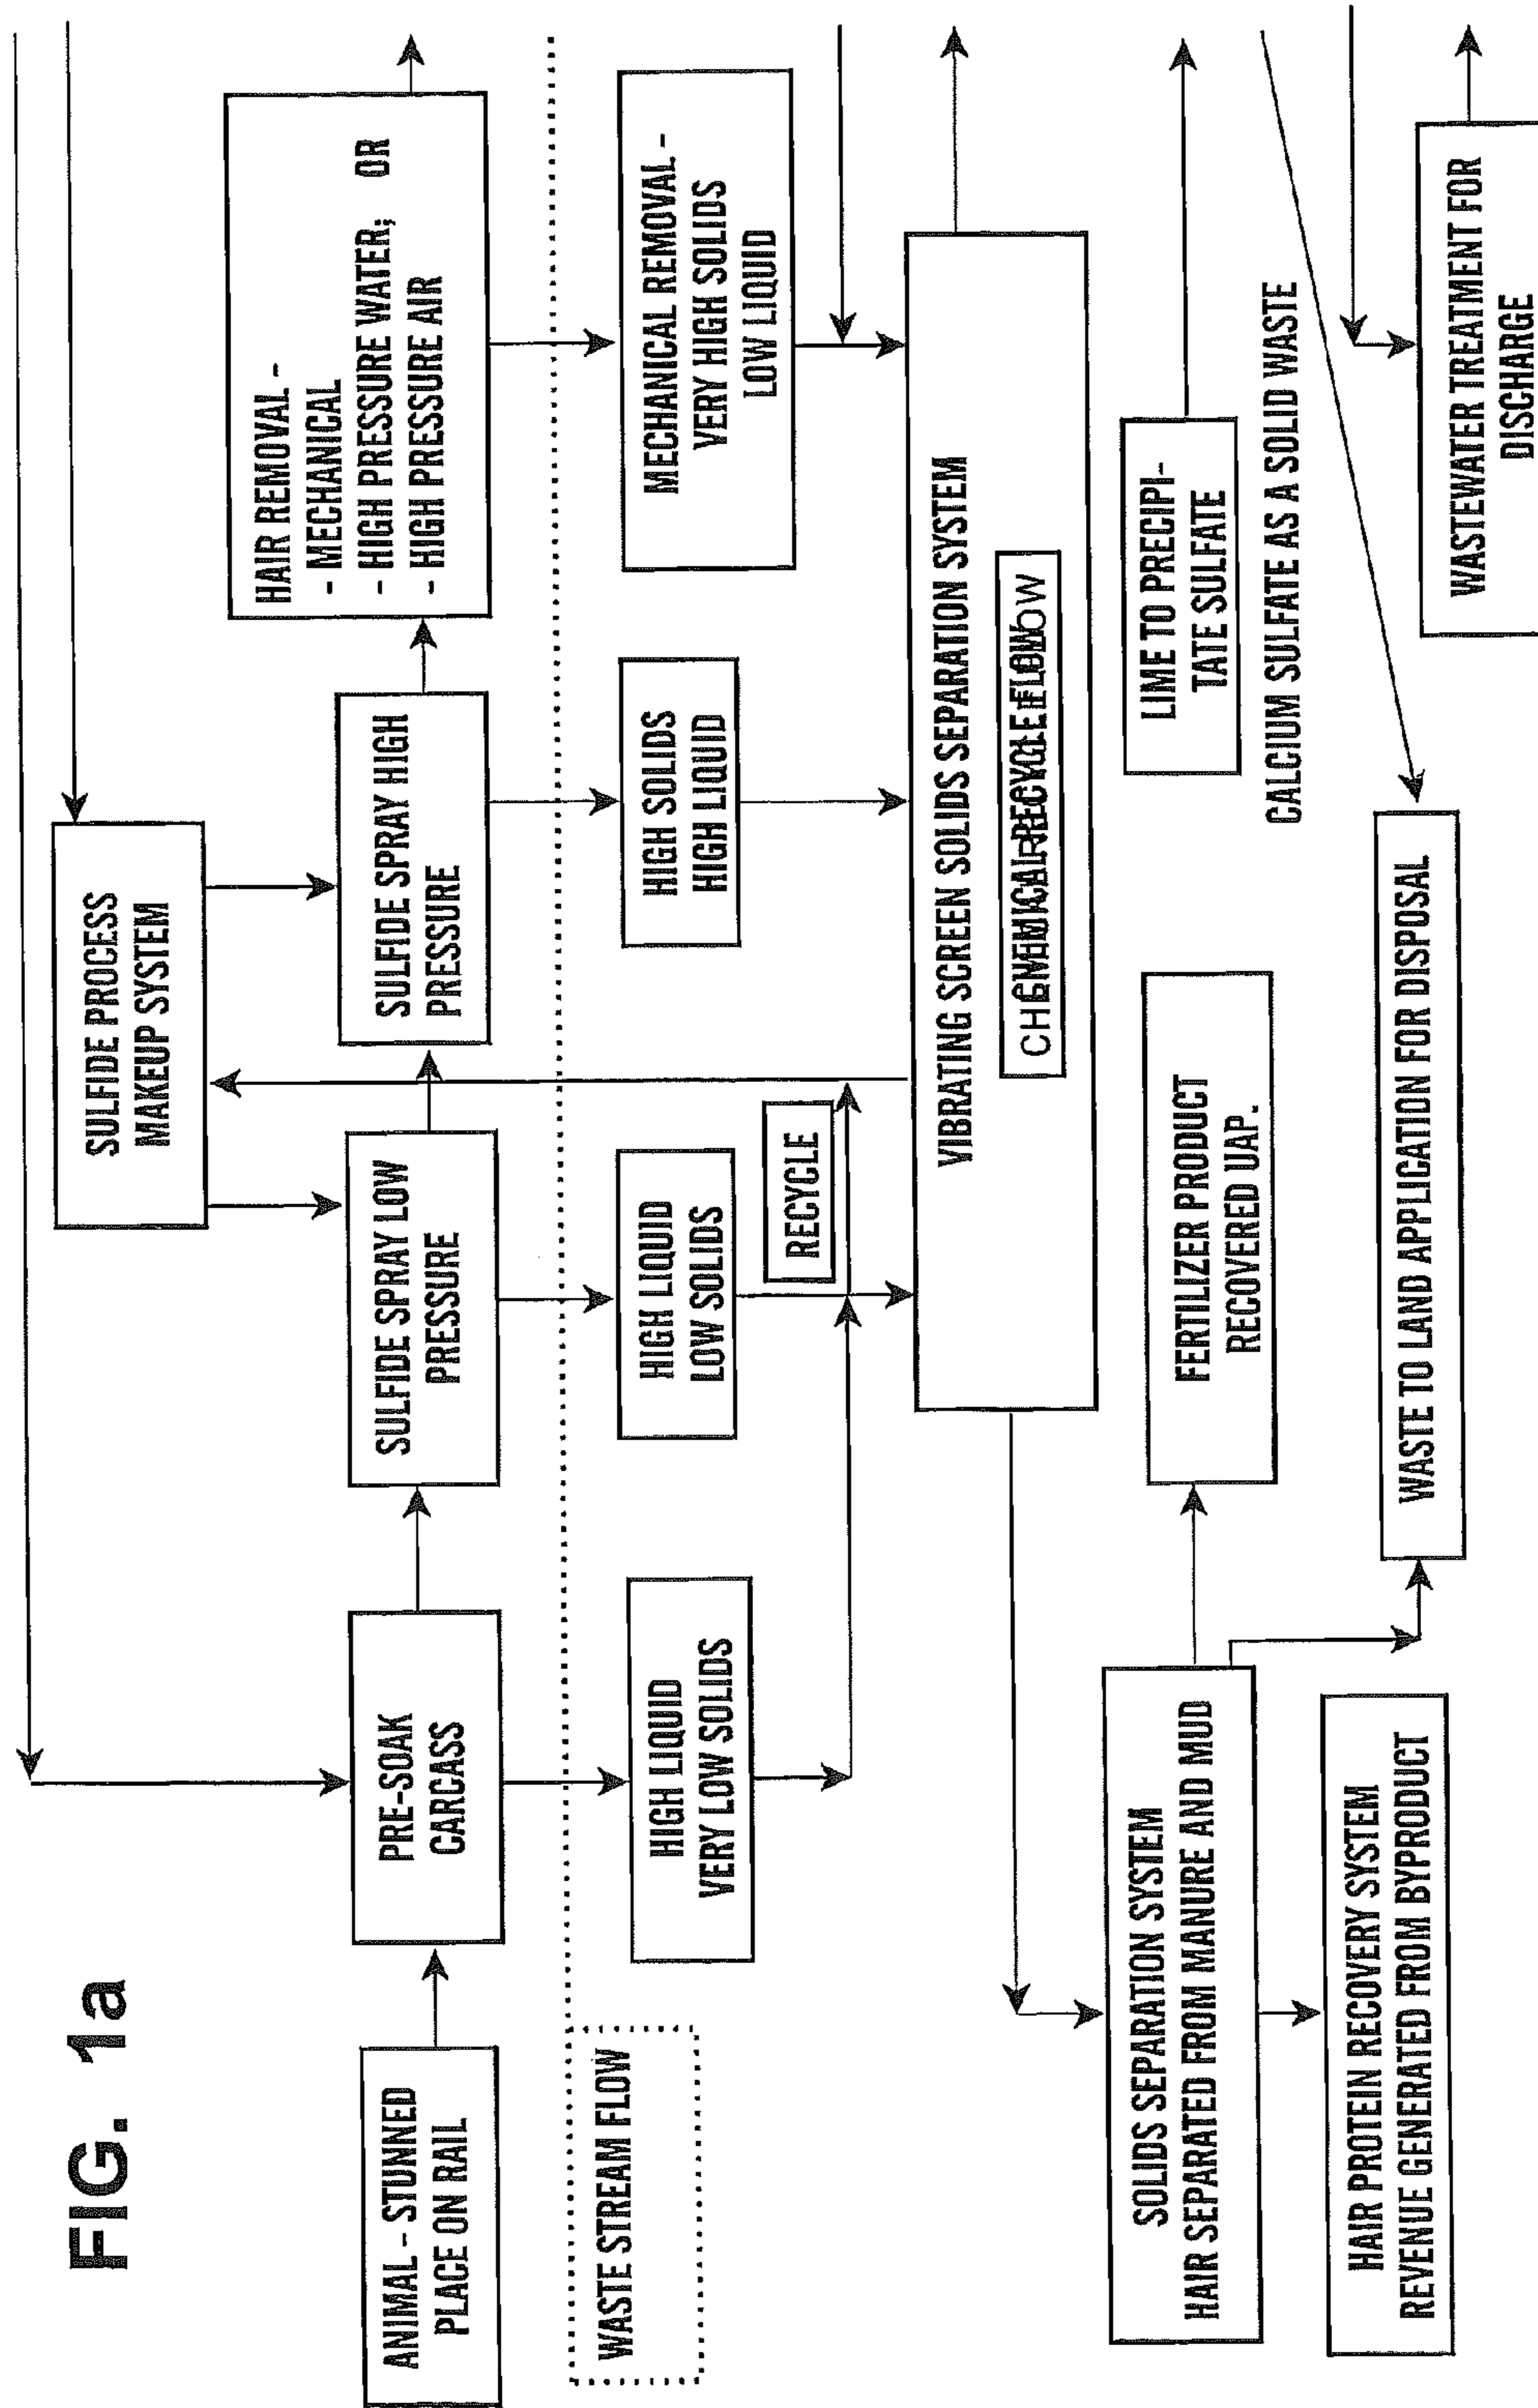 FIG. 1a
SULFIDE PROCESS
MAKEUP SYSTEM
ANIMAL - STUNNED
PLACE ON RAIL
PRE-SOAK
CARCASS
SULFIDE SPRAY LOW
PRESSURE
SULFIDE SPRAY HIGH
PRESSURE
HAIR REMOVAL -
- MECHANICAL
- HIGH PRESSURE WATER; OR
- HIGH PRESSURE AIR
WASTE STREAM FLOW
HIGH LIQUID
VERY LOW SOLIDS
HIGH LIQUID
LOW SOLIDS
HIGH SOLIDS
HIGH LIQUID
MECHANICAL REMOVAL -
VERY HIGH SOLIDS
LOW LIQUID
RECYCLE
VIBRATING SCREEN SOLIDS SEPARATION SYSTEM
CHEMICAL RECYCLE FLOW
SOLIDS SEPARATION SYSTEM
HAIR SEPARATED FROM MANURE AND MUD
FERTILIZER PRODUCT
RECOVERED UAP.
LIME TO PRECIPI-
TATE SULFATE
CALCIUM SULFATE AS A SOLID WASTE
HAIR PROTEIN RECOVERY SYSTEM
REVENUE GENERATED FROM BYPRODUCT
WASTE TO LAND APPLICATION FOR DISPOSAL
WASTEWATER TREATMENT FOR
DISCHARGE